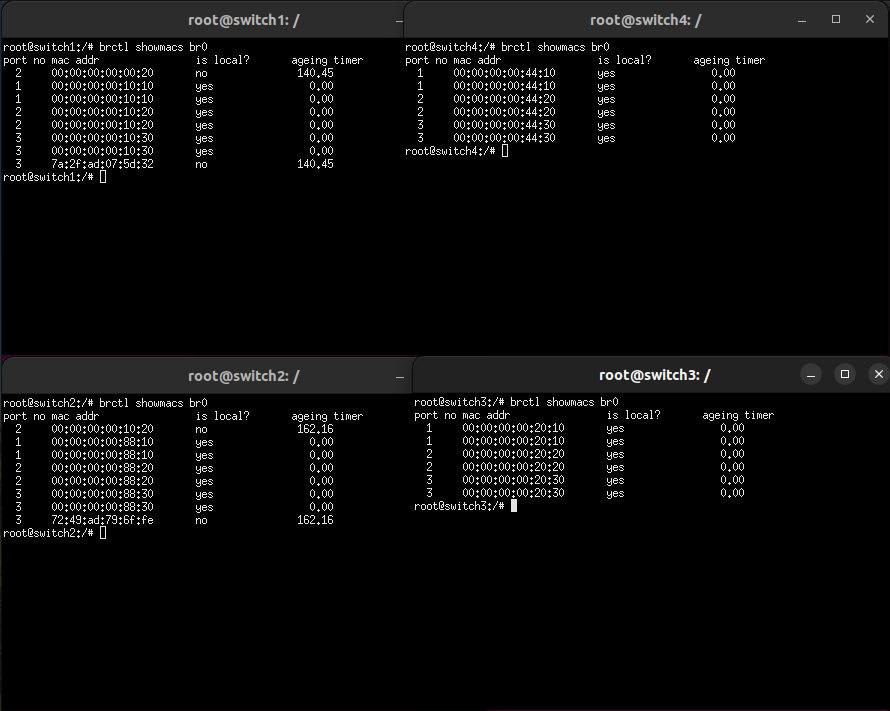 root@switch1: /
root@switch1:/# brctl showmacs br0
port no mac addr is local? ageing timer
2 00:00:00:00:00:20 no 140.45
1 00:00:00:00:10:10 yes 0.00
1 00:00:00:00:10:10 yes 0.00
2 00:00:00:00:10:20 yes 0.00
2 00:00:00:00:10:20 yes 0.00
3 00:00:00:00:10:30 yes 0.00
3 00:00:00:00:10:30 yes 0.00
3 7a:2f:ad:07:5d:32 no 140.45
root@switch1:/#
root@switch4: /
root@switch4:/# brctl showmacs br0
port no mac addr is local? ageing timer
1 00:00:00:00:44:10 yes 0.00
1 00:00:00:00:44:10 yes 0.00
2 00:00:00:00:44:20 yes 0.00
2 00:00:00:00:44:20 yes 0.00
3 00:00:00:00:44:30 yes 0.00
3 00:00:00:00:44:30 yes 0.00
root@switch4:/#
root@switch2: /
root@switch2:/# brctl showmacs br0
port no mac addr is local? ageing timer
2 00:00:00:00:10:20 no 162.16
1 00:00:00:00:88:10 yes 0.00
1 00:00:00:00:88:10 yes 0.00
2 00:00:00:00:88:20 yes 0.00
2 00:00:00:00:88:20 yes 0.00
3 00:00:00:00:88:30 yes 0.00
3 00:00:00:00:88:30 yes 0.00
3 72:49:ad:79:6f:fe no 162.16
root@switch2:/#
root@switch3: /
root@switch3:/# brctl showmacs br0
port no mac addr is local? ageing timer
1 00:00:00:00:20:10 yes 0.00
1 00:00:00:00:20:10 yes 0.00
2 00:00:00:00:20:20 yes 0.00
2 00:00:00:00:20:20 yes 0.00
3 00:00:00:00:20:30 yes 0.00
3 00:00:00:00:20:30 yes 0.00
root@switch3:/#